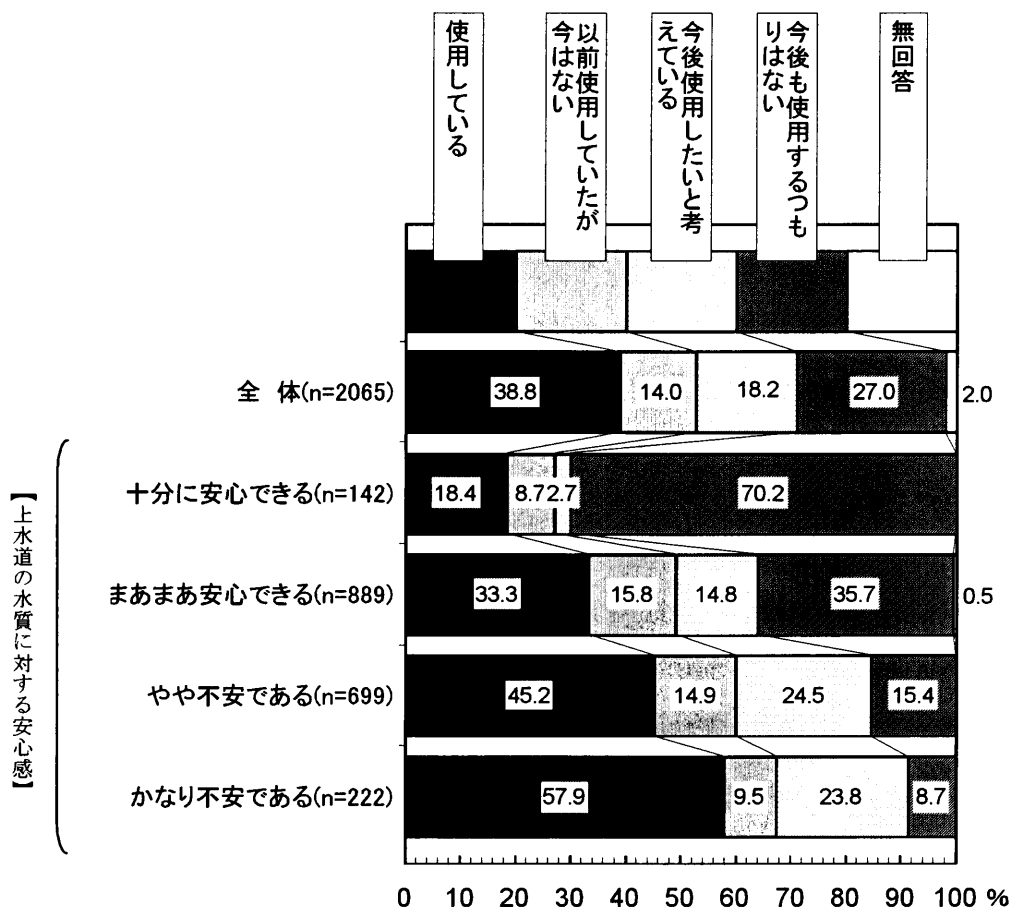 使用している
以前使用していたが
今はない
今後使用したいと考
えている
今後も使用するつも
りはない
無回答
全 体(n=2065)
38.8
14.0
18.2
27.0
2.0
【上水道の水質に対する安心感】
十分に安心できる(n=142)
18.4
8.7
2.7
70.2
まあまあ安心できる(n=889)
33.3
15.8
14.8
35.7
0.5
やや不安である(n=699)
45.2
14.9
24.5
15.4
かなり不安である(n=222)
57.9
9.5
23.8
8.7
0 10 20 30 40 50 60 70 80 90 100 %